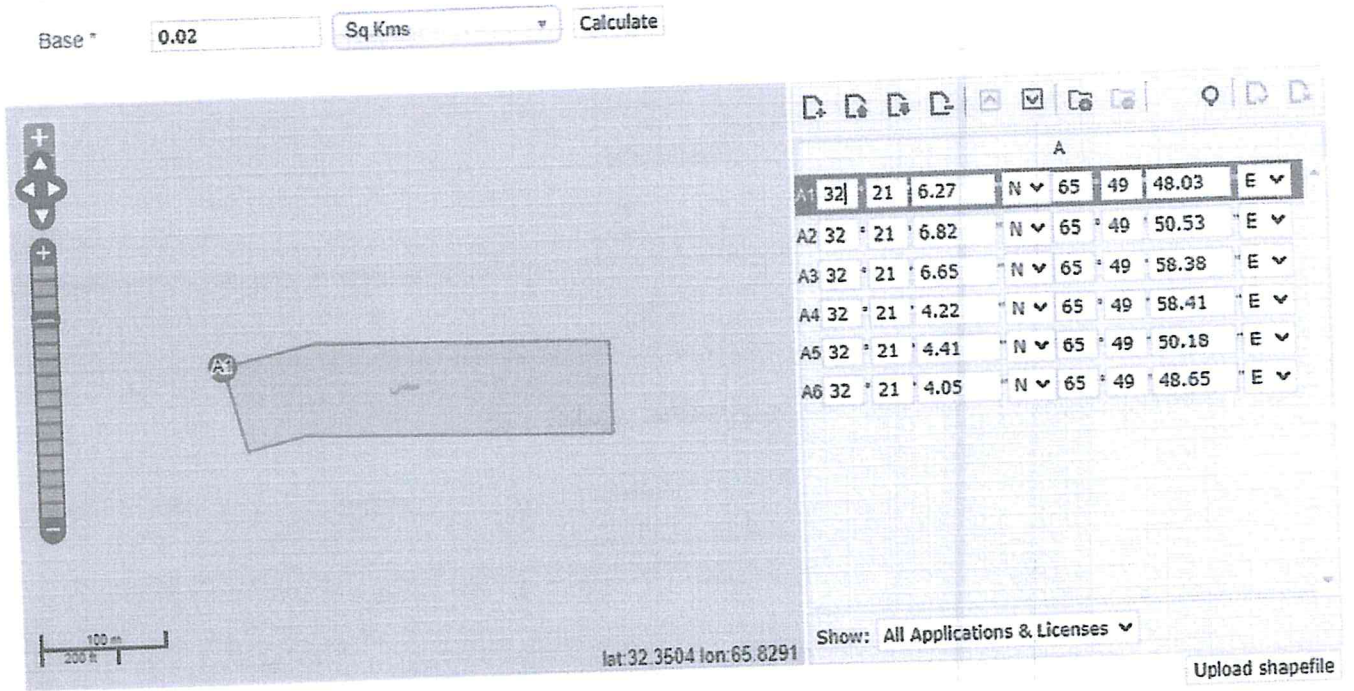 Base * 0.02 Sq Kms Calculate
A
A1 32 ° 21 ' 6.27 " N 65 ° 49 ' 48.03 " E
A2 32 ° 21 ' 6.82 " N 65 ° 49 ' 50.53 " E
A3 32 ° 21 ' 6.65 " N 65 ° 49 ' 58.38 " E
A4 32 ° 21 ' 4.22 " N 65 ° 49 ' 58.41 " E
A5 32 ° 21 ' 4.41 " N 65 ° 49 ' 50.18 " E
A6 32 ° 21 ' 4.05 " N 65 ° 49 ' 48.65 " E
A1
100 m
200 ft
lat:32.3504 lon:65.8291
Show: All Applications & Licenses
Upload shapefile